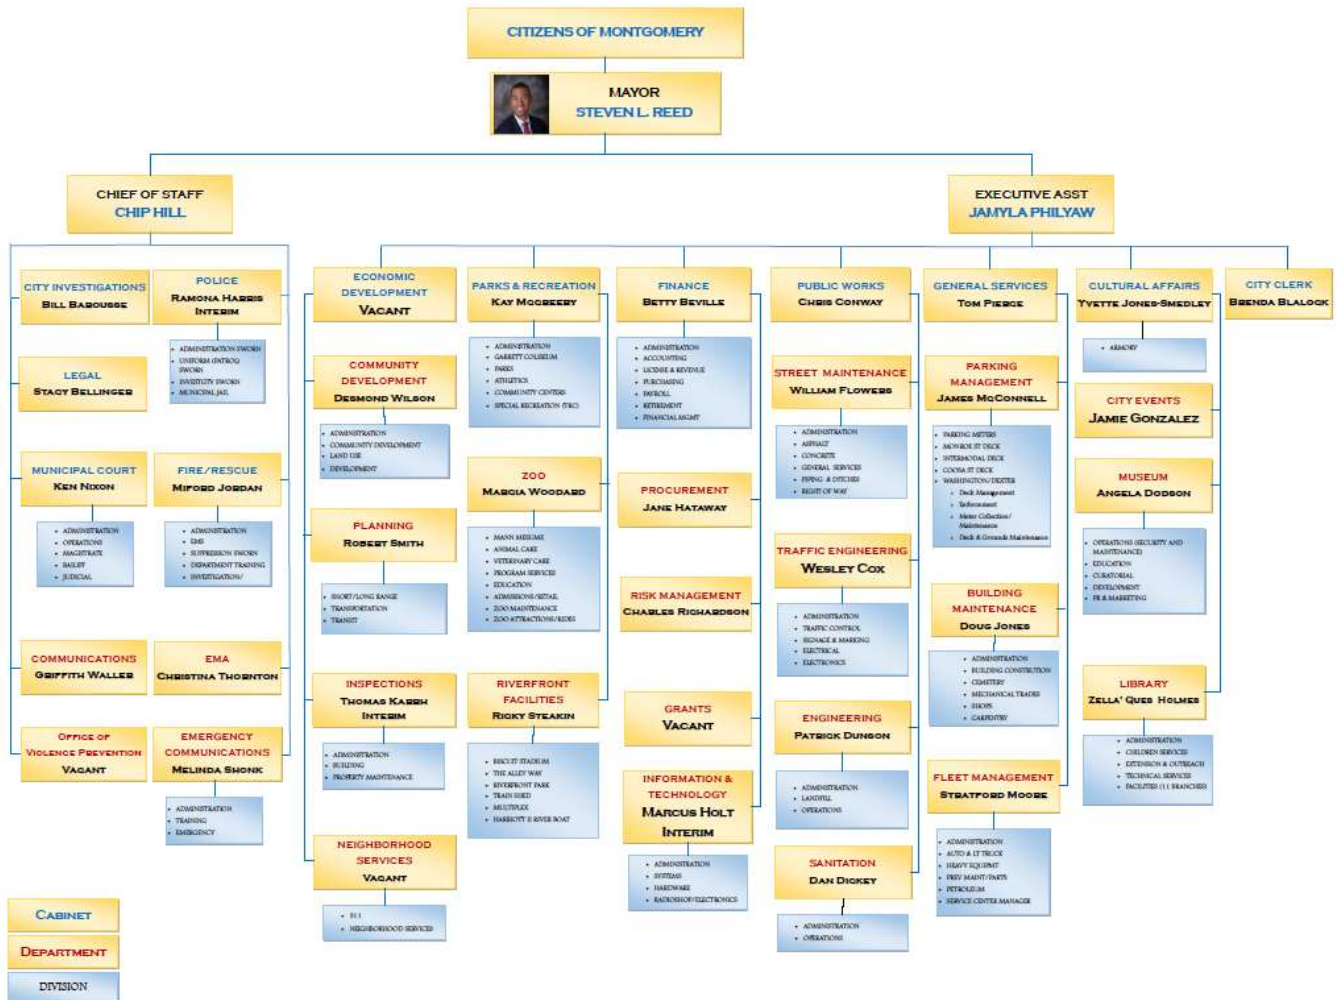 CITIZENS OF MONTGOMERY
MAYOR
STEVEN L. REED
CHIEF OF STAFF
CHIP HILL
EXECUTIVE ASST
JAMYLA PHILYAW
CITY INVESTIGATIONS
BILL BABOUSSE
LEGAL
STACY BELLINGER
MUNICIPAL COURT
KEN NIXON
• ADMINISTRATION
• OPERATIONS
• MAGISTRATE
• BAILIFF
• JUDICIAL
COMMUNICATIONS
GRIFFITH WALLER
OFFICE OF
VIOLENCE PREVENTION
VACANT
POLICE
RAMONA HARRIS
INTERIM
• ADMINISTRATION SWORN
• UNIFORM (PATROL)
SWORN
SWORN
• MUNICIPAL JAIL
FIRE/RESCUE
MIFORD JORDAN
• ADMINISTRATION
• EMS
• SUPPRESSION SWORN
• DEPARTMENT TRAINING
• INVESTIGATION/
EMA
CHRISTINA THORNTON
EMERGENCY
COMMUNICATIONS
MELINDA SHONK
• ADMINISTRATION
• TRAINING
• EMERGENCY
ECONOMIC
DEVELOPMENT
VACANT
COMMUNITY
DEVELOPMENT
DESMOND WILSON
• ADMINISTRATION
• COMMUNITY DEVELOPMENT
• LAND USE
• DEVELOPMENT
PLANNING
ROBERT SMITH
• SHORT/LONG RANGE
• TRANSPORTATION
• TRANSIT
INSPECTIONS
THOMAS
INTERIM
• ADMINISTRATION
• BUILDING
• PROPERTY MAINTENANCE
NEIGHBORHOOD
SERVICES
VACANT
• 311
• NEIGHBORHOOD SERVICES
PARKS & RECREATION
KAY
• ADMINISTRATION
• GARRETT COLISEUM
• PARKS
• ATHLETICS
• COMMUNITY CENTERS
• SPECIAL RECREATION (TRC)
ZOO
MARCIA WOODARD
• MANN
• ANIMAL CARE
• VETERINARY CARE
• PROGRAM SERVICES
• EDUCATION
• ADMISSIONS/RETAIL
• ZOO MAINTENANCE
• ZOO ATTRACTIONS/RIDES
RIVERFRONT
FACILITIES
RICKY STEAKIN
• BISCUIT STADIUM
• THE ALLEY WAY
• RIVERFRONT PARK
• TRAIN SHED
• MULTIPLEX
• HARRIOTT II RIVER BOAT
FINANCE
BETTY BEVILLE
• ADMINISTRATION
• ACCOUNTING
• LICENSE & REVENUE
• PURCHASING
• PAYROLL
• RETIREMENT
• FINANCIAL MGMT
PROCUREMENT
JANE HATAWAY
RISK MANAGEMENT
CHARLES RICHARDSON
GRANTS
VACANT
INFORMATION &
TECHNOLOGY
MARCUS HOLT
INTERIM
• ADMINISTRATION
• SYSTEMS
• HARDWARE
• RADIOSHOP/ELECTRONICS
PUBLIC WORKS
CHRIS CONWAY
STREET MAINTENANCE
WILLIAM FLOWERS
• ADMINISTRATION
• ASPHALT
• CONCRETE
• GENERAL SERVICES
• PIPING & DITCHES
• RIGHT OF WAY
TRAFFIC ENGINEERING
WESLEY COX
• ADMINISTRATION
• TRAFFIC CONTROL
• SIGNAGE & MARKING
• ELECTRICAL
• ELECTRONICS
ENGINEERING
PATRICK DUNSON
• ADMINISTRATION
• LANDFILL
• OPERATIONS
SANITATION
DAN DICKEY
• ADMINISTRATION
• OPERATIONS
GENERAL SERVICES
TOM PIERCE
PARKING
MANAGEMENT
JAMES MCCONNELL
• PARKING METERS
• MONROE ST DECK
• INTERMODAL DECK
• COOSA ST DECK
• WASHINGTON/DEXTER
• Deck Management
• Enforcement
• Meter Collection/
Maintenance
• Deck & Grounds Maintenance
BUILDING
MAINTENANCE
DOUG JONES
• ADMINISTRATION
• BUILDING
• CEMETERY
• MECHANICAL TRADES
• SHOPS
• CARPENTRY
FLEET MANAGEMENT
STRATFORD MOORE
• ADMINISTRATION
• AUTO & LT TRUCK
• HEAVY EQUIPMT
• PREV MAINT/PARTS
• PETROLEUM
• SERVICE CENTER MANAGER
CULTURAL AFFAIRS
YVETTE JONES-SMEDLEY
• ARMORY
CITY EVENTS
JAMIE GONZALEZ
MUSEUM
ANGELA DODSON
• OPERATIONS (SECURITY AND
MAINTENANCE)
• EDUCATION
• CURATORIAL
• DEVELOPMENT
• PR & MARKETING
LIBRARY
ZELLA' QUES HOLMES
• ADMINISTRATION
• CHILDREN SERVICES
• EXTENSION & OUTREACH
• TECHNICAL SERVICES
• FACILITIES (11 BRANCHES)
CITY CLERK
BRENDA BLALOCK
CABINET
DEPARTMENT
DIVISION